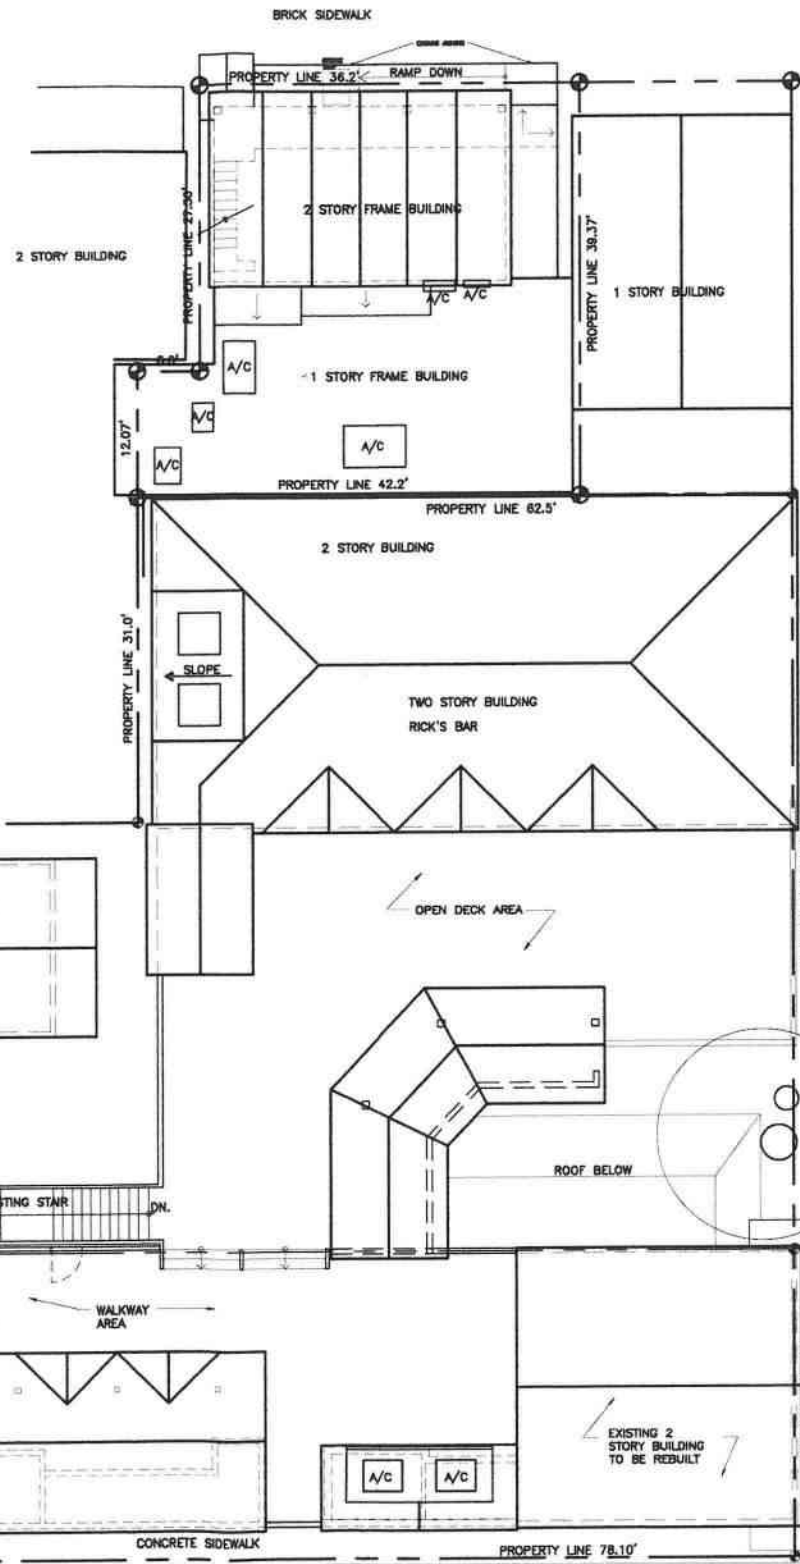 BRICK SIDEWALK
PROPERTY LINE 36.2'
RAMP DOWN
PROPERTY LINE 27.50'
2 STORY FRAME BUILDING
2 STORY BUILDING
PROPERTY LINE 39.37'
1 STORY BUILDING
A/C
A/C
A/C
1 STORY FRAME BUILDING
A/C
A/C
A/C
12.07'
PROPERTY LINE 42.2'
PROPERTY LINE 62.5'
2 STORY BUILDING
PROPERTY LINE 31.0'
SLOPE
TWO STORY BUILDING
RICK'S BAR
OPEN DECK AREA
ROOF BELOW
STING STAIR
DN.
WALKWAY
AREA
EXISTING 2
STORY BUILDING
TO BE REBUILT
A/C
A/C
CONCRETE SIDEWALK
PROPERTY LINE 78.10'